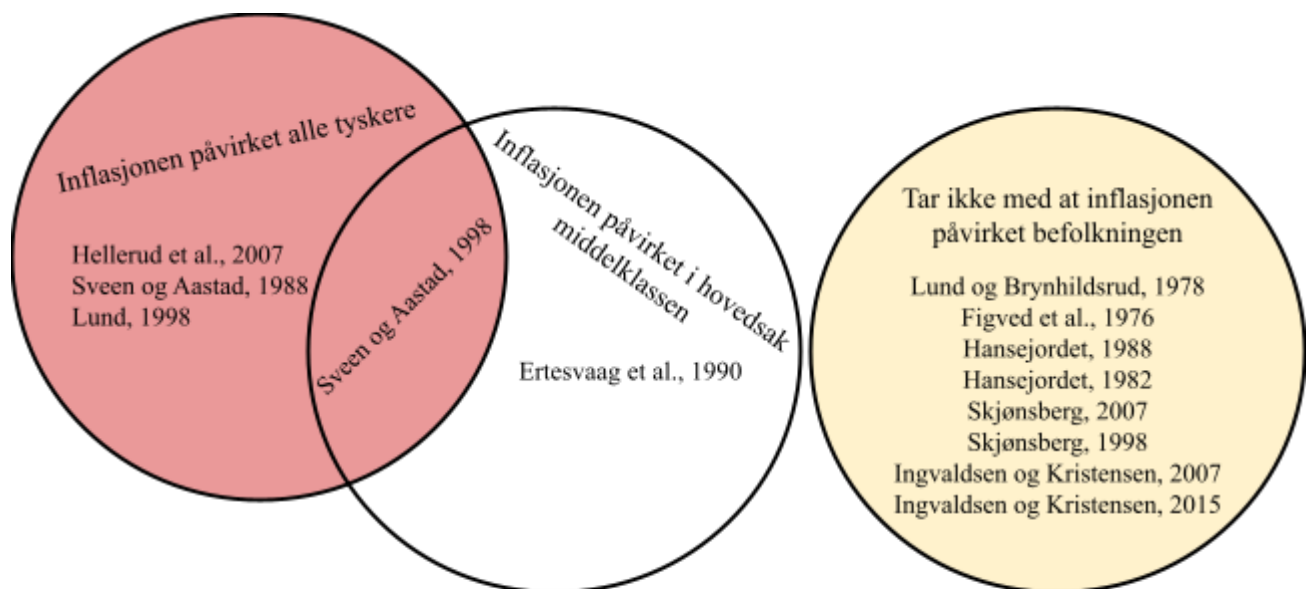 Inflasjonen påvirket alle tyskere
Hellerud et al., 2007
Sveen og Aastad, 1988
Lund, 1998
Sveen og Aastad, 1998
Inflasjonen påvirket i hovedsak
middelklassen
Ertesvaag et al., 1990
Tar ikke med at inflasjonen
påvirket befolkningen
Lund og Brynhildsrud, 1978
Figved et al., 1976
Hansejordet, 1988
Hansejordet, 1982
Skjønsberg, 2007
Skjønsberg, 1998
Ingvaldsen og Kristensen, 2007
Ingvaldsen og Kristensen, 2015